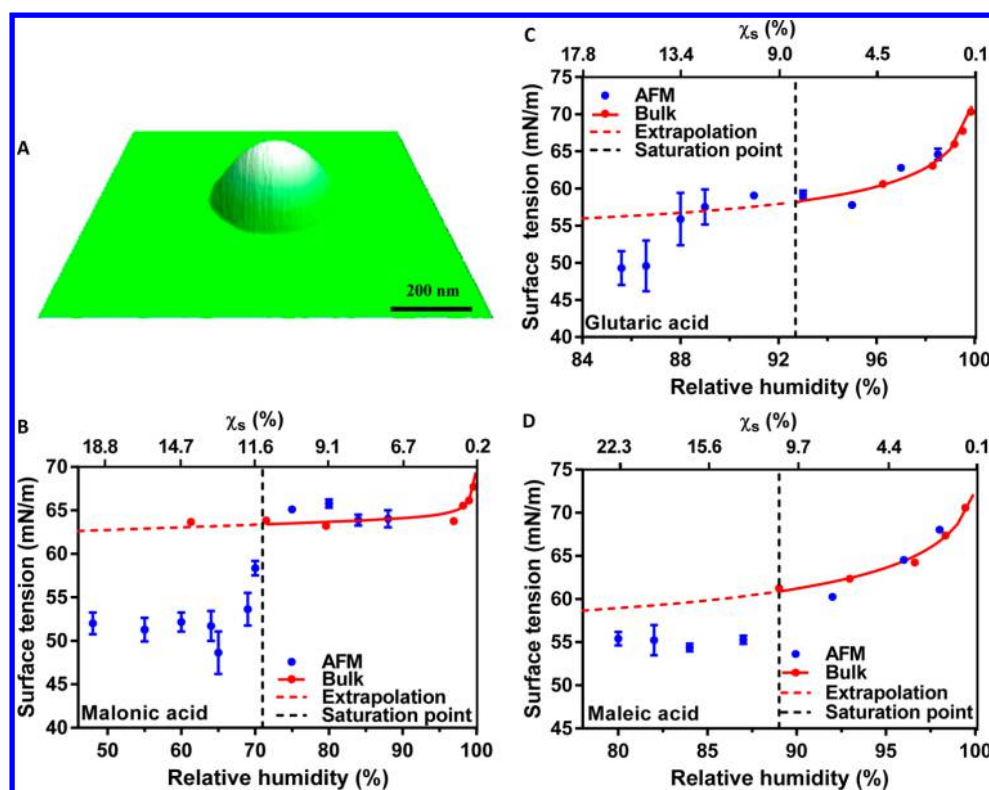 A
200 nm
B
χs (%)
18.8 14.7 11.6 9.1 6.7 0.2
70
65
60
55
50
45
40
Surface tension (mN/m)
AFM
Bulk
Extrapolation
Saturation point
Malonic acid
50 60 70 80 90 100
Relative humidity (%)
C
χs (%)
17.8 13.4 9.0 4.5 0.1
75
70
65
60
55
50
45
40
Surface tension (mN/m)
AFM
Bulk
Extrapolation
Saturation point
Glutaric acid
84 88 92 96 100
Relative humidity (%)
D
χs (%)
22.3 15.6 9.7 4.4 0.1
75
70
65
60
55
50
45
Surface tension (mN/m)
AFM
Bulk
Extrapolation
Saturation point
Maleic acid
80 85 90 95 100
Relative humidity (%)